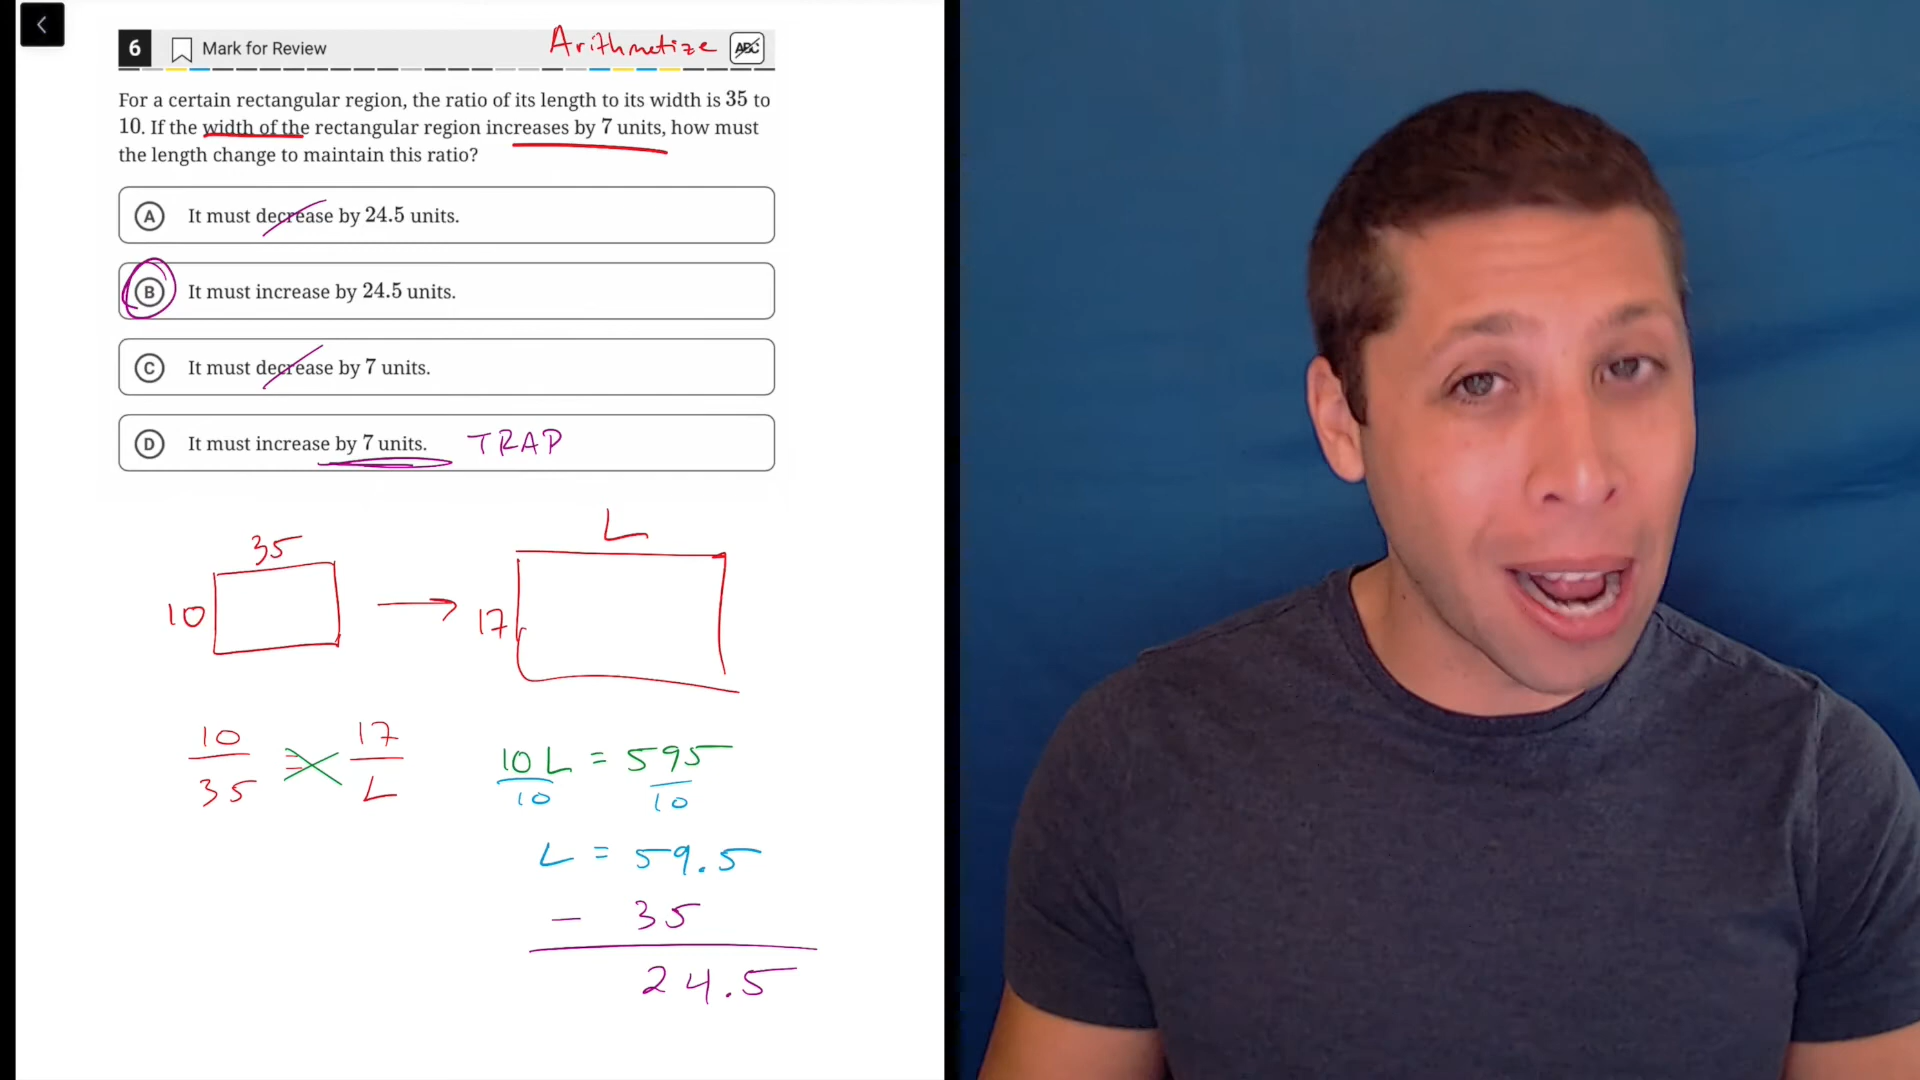 6 Mark for Review Arithmetize ABC
For a certain rectangular region, the ratio of its length to its width is 35 to
10. If the width of the rectangular region increases by 7 units, how must
the length change to maintain this ratio?
A It must decrease by 24.5 units.
B It must increase by 24.5 units.
C It must decrease by 7 units.
D It must increase by 7 units. TRAP
35 L
10 17
10/35 = 17/L
10L = 595
10 10
L = 59.5
- 35
24.5